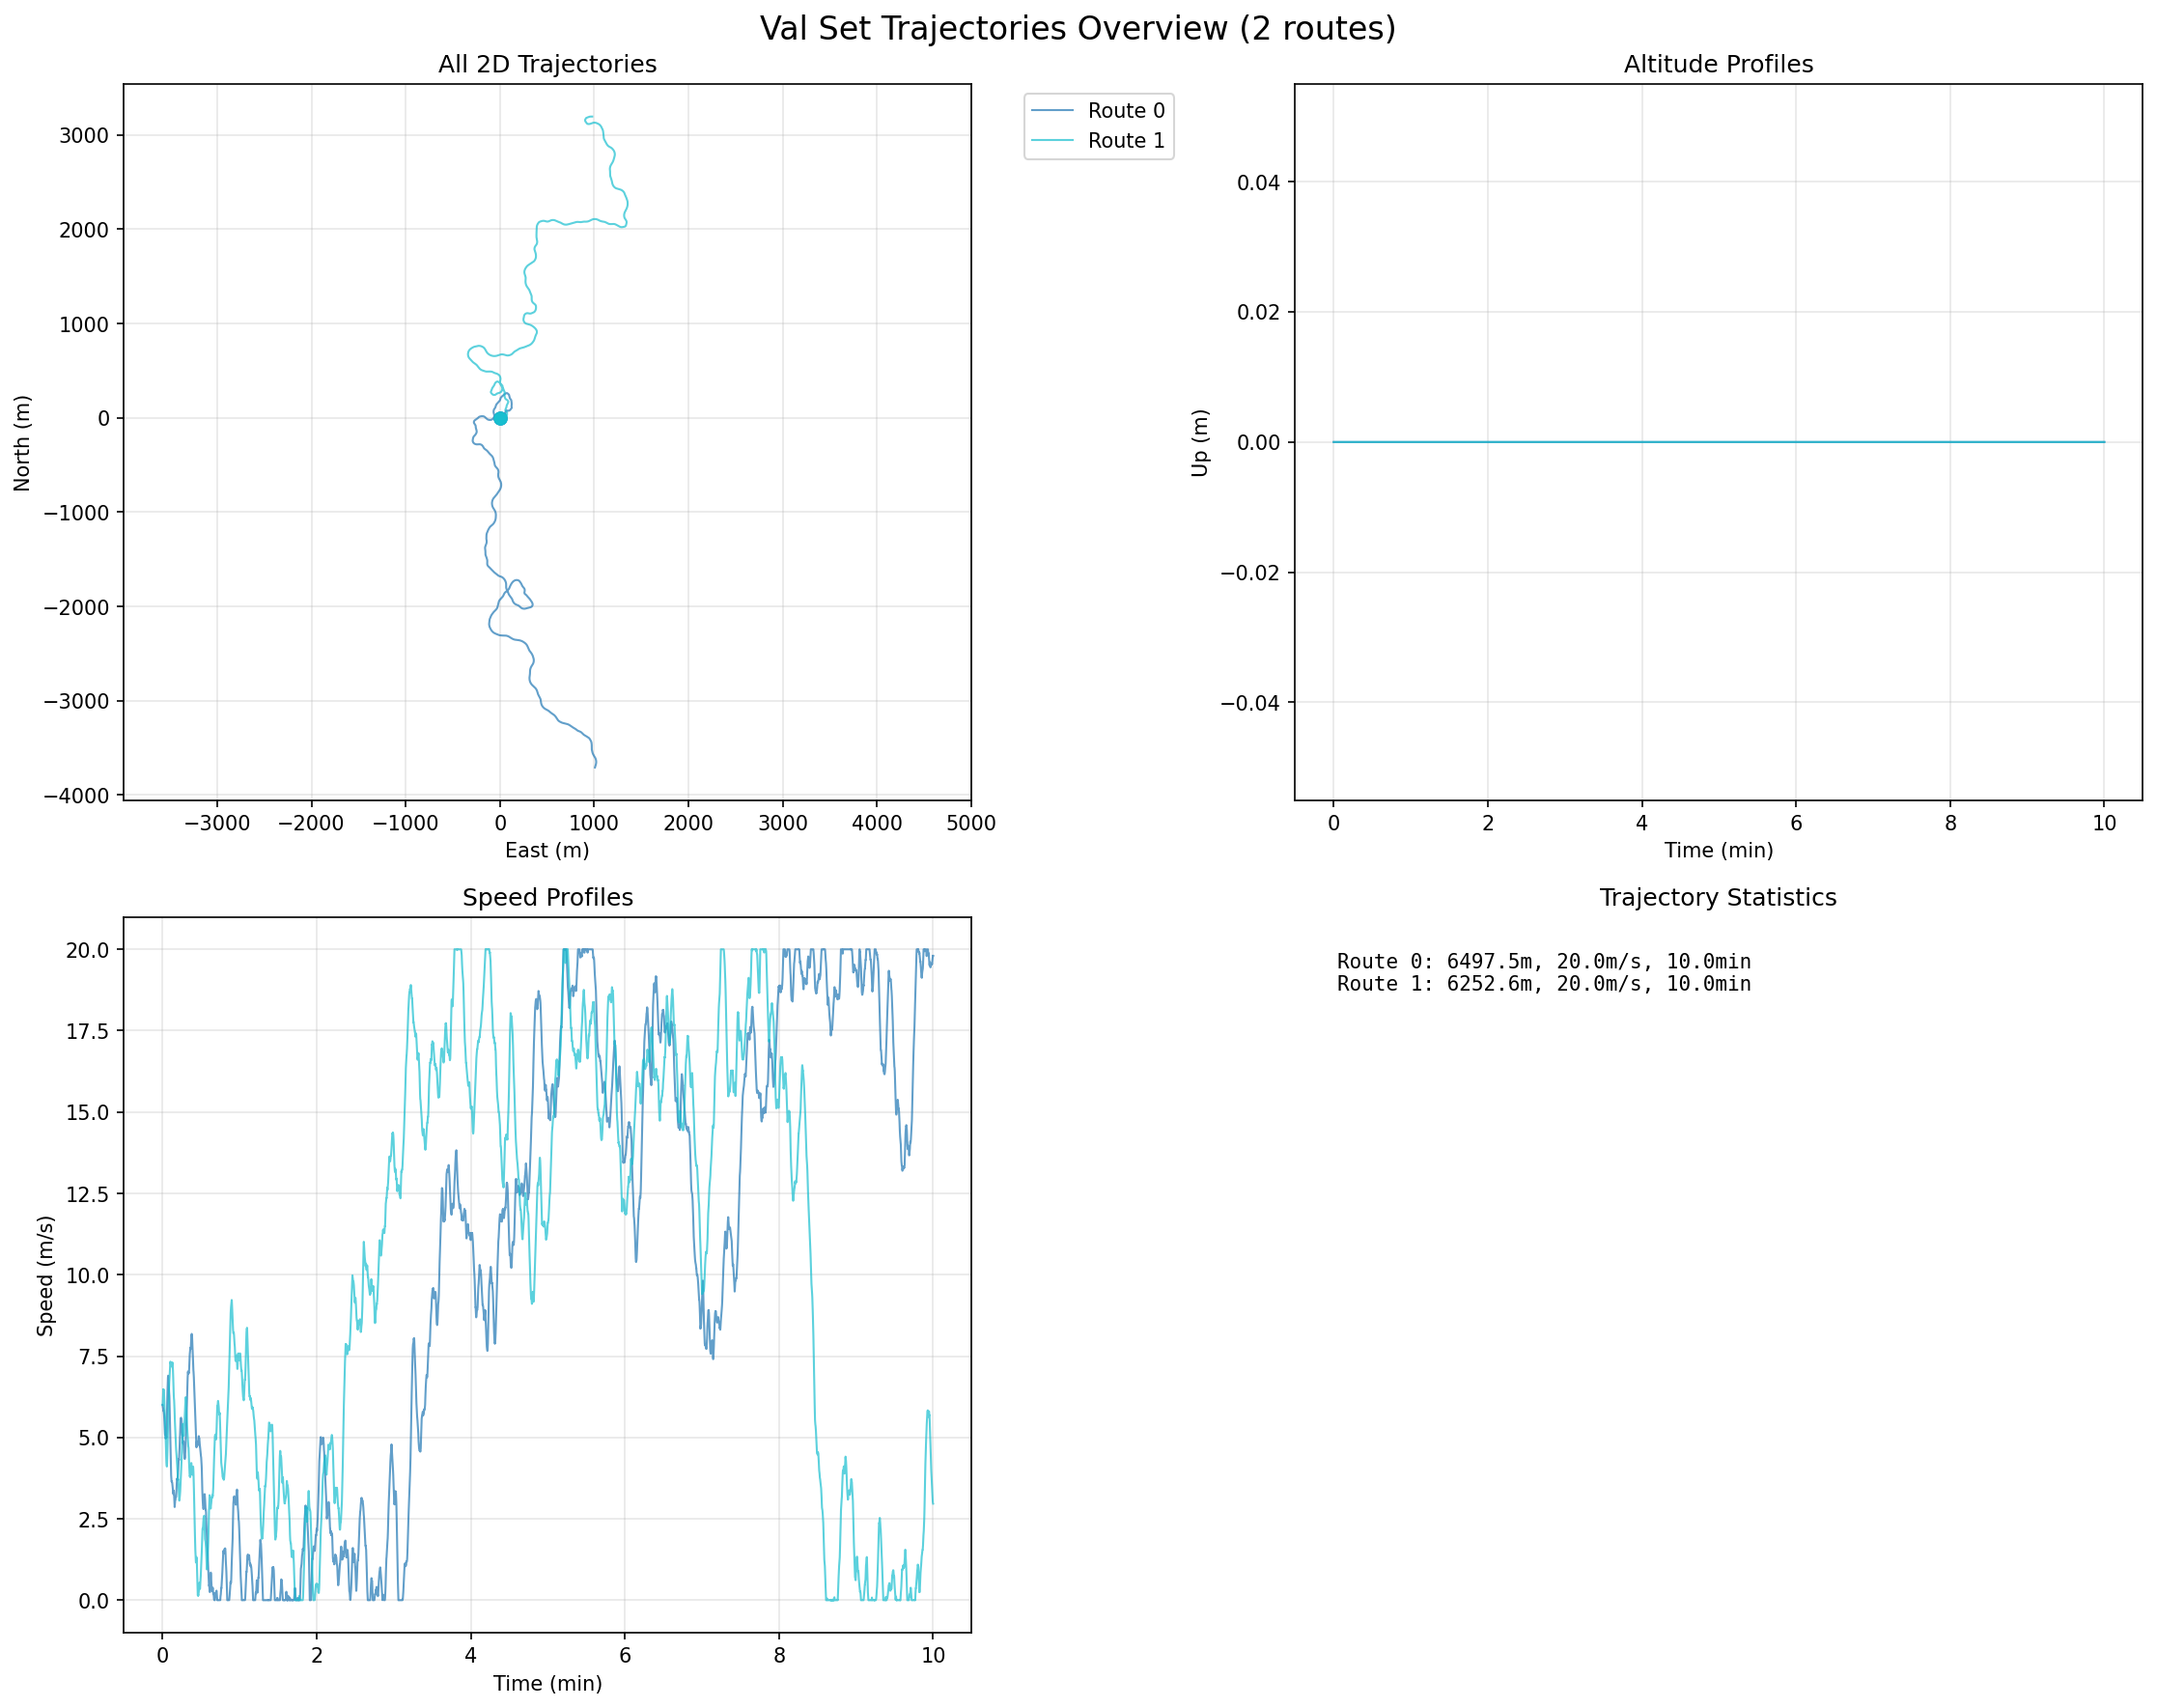 Val Set Trajectories Overview (2 routes)
All 2D Trajectories
3000
2000
1000
0
−1000
−2000
−3000
−4000
North (m)
−3000 −2000 −1000 0 1000 2000 3000 4000 5000
East (m)
Route 0
Route 1
Altitude Profiles
0.04
0.02
0.00
−0.02
−0.04
Up (m)
0 2 4 6 8 10
Time (min)
Speed Profiles
20.0
17.5
15.0
12.5
10.0
7.5
5.0
2.5
0.0
Speed (m/s)
0 2 4 6 8 10
Time (min)
Trajectory Statistics
Route 0: 6497.5m, 20.0m/s, 10.0min
Route 1: 6252.6m, 20.0m/s, 10.0min